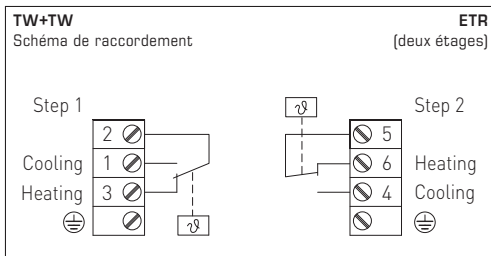 TW+TW ETR
Schéma de raccordement (deux étages)
Step 1 ϑ Step 2
2 5
Cooling 1 6 Heating
Heating 3 4 Cooling
ϑ